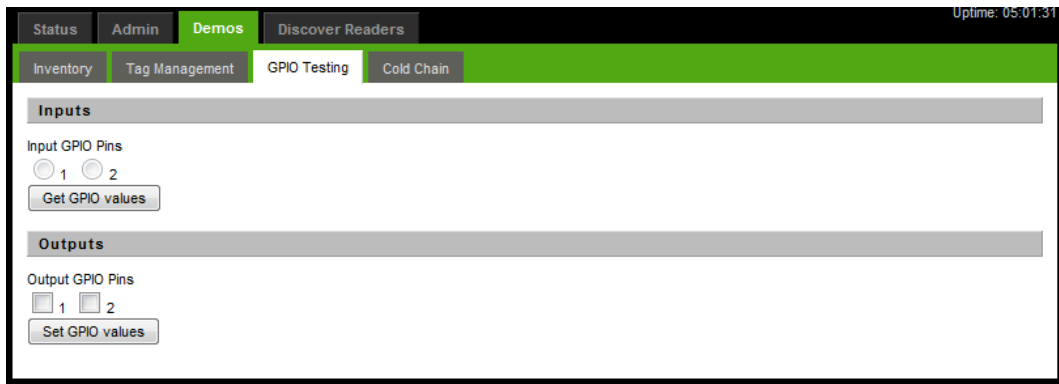 Uptime: 05:01:31
Status Admin Demos Discover Readers
Inventory Tag Management GPIO Testing Cold Chain
Inputs
Input GPIO Pins
1 2
Get GPIO values
Outputs
Output GPIO Pins
1 2
Set GPIO values